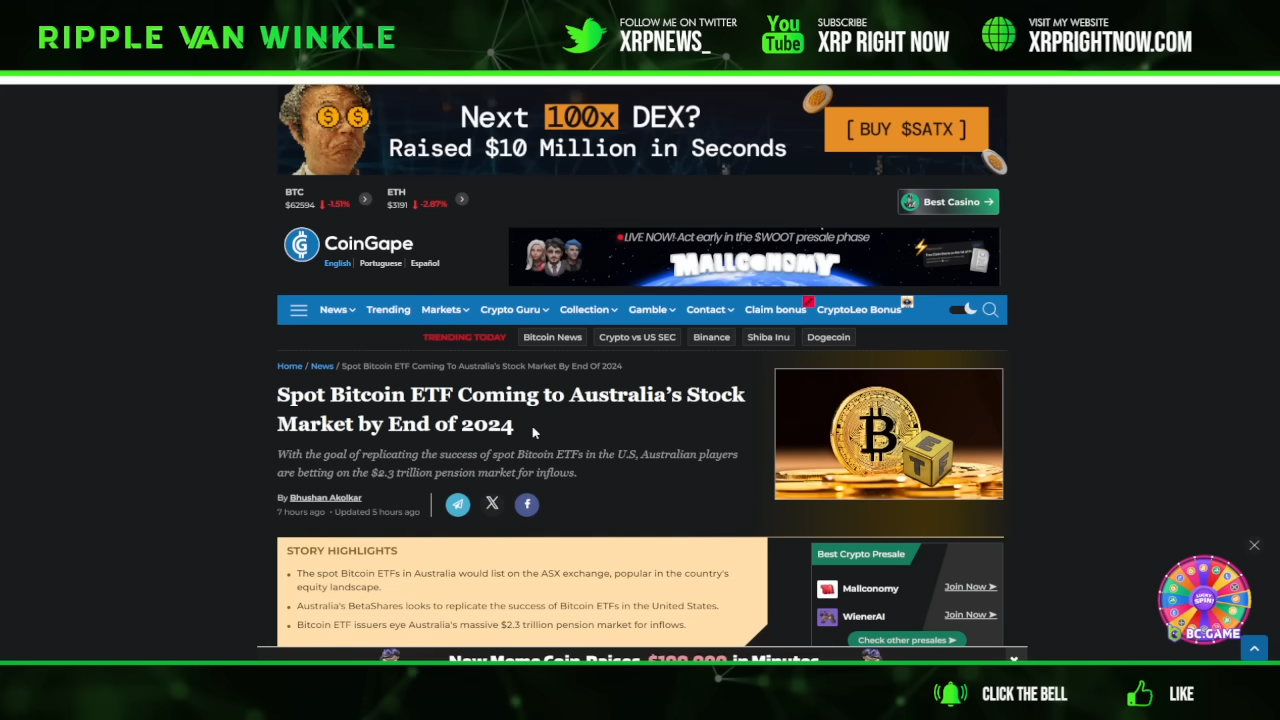 RIPPLE VAN WINKLE
FOLLOW ME ON TWITTER
XRPNEWS_
You
Tube
SUBSCRIBE
XRP RIGHT NOW
VISIT MY WEBSITE
XRPRIGHTNOW.COM
Next 100x DEX?
Raised $10 Million in Seconds
[ BUY $SATX ]
BTC
$62594 -1.51%
ETH
$3191 -2.87%
Best Casino
CoinGape
English Portuguese Español
LIVE NOW! Act early in the $WOOT presale phase
MALLCONOMY
News Trending Markets Crypto Guru Collection Gamble Contact Claim bonus CryptoLeo Bonus
TRENDING TODAY Bitcoin News Crypto vs US SEC Binance Shiba Inu Dogecoin
Home / News / Spot Bitcoin ETF Coming To Australia's Stock Market By End Of 2024
Spot Bitcoin ETF Coming to Australia's Stock
Market by End of 2024
With the goal of replicating the success of spot Bitcoin ETFs in the U.S, Australian players
are betting on the $2.3 trillion pension market for inflows.
By Bhushan Akolkar
7 hours ago • Updated 5 hours ago
ETF
STORY HIGHLIGHTS
• The spot Bitcoin ETFs in Australia would list on the ASX exchange, popular in the country's
equity landscape.
• Australia's BetaShares looks to replicate the success of Bitcoin ETFs in the United States.
• Bitcoin ETF issuers eye Australia's massive $2.3 trillion pension market for inflows.
Best Crypto Presale
Mallconomy Join Now
WienerAI Join Now
Check other presales
LUCKY
SPIN!
BC.GAME
New Meme Coin Raises $100,000 in Minutes
CLICK THE BELL
LIKE